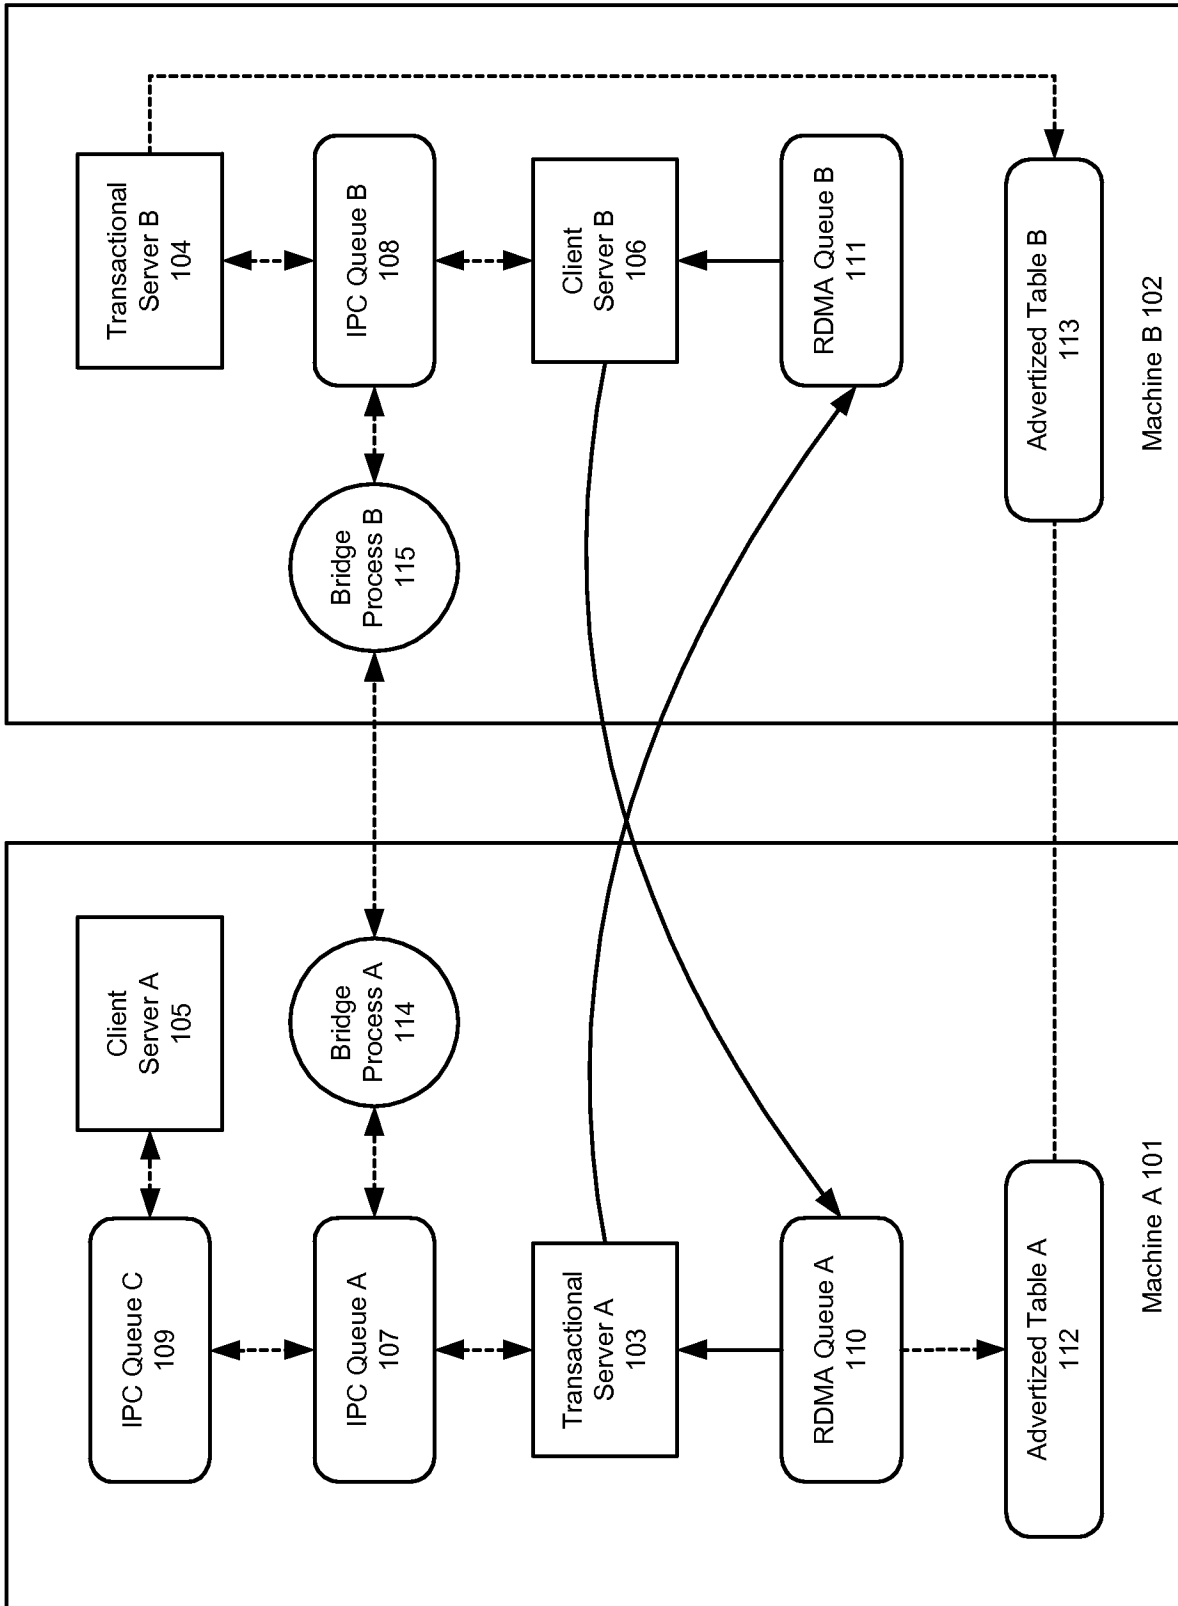 IPC Queue C
109
Client
Server A
105
IPC Queue A
107
Bridge
Process A
114
Transactional
Server A
103
RDMA Queue A
110
Advertized Table A
112
Machine A 101
Transactional
Server B
104
Bridge
Process B
115
IPC Queue B
108
Client
Server B
106
RDMA Queue B
111
Advertized Table B
113
Machine B 102